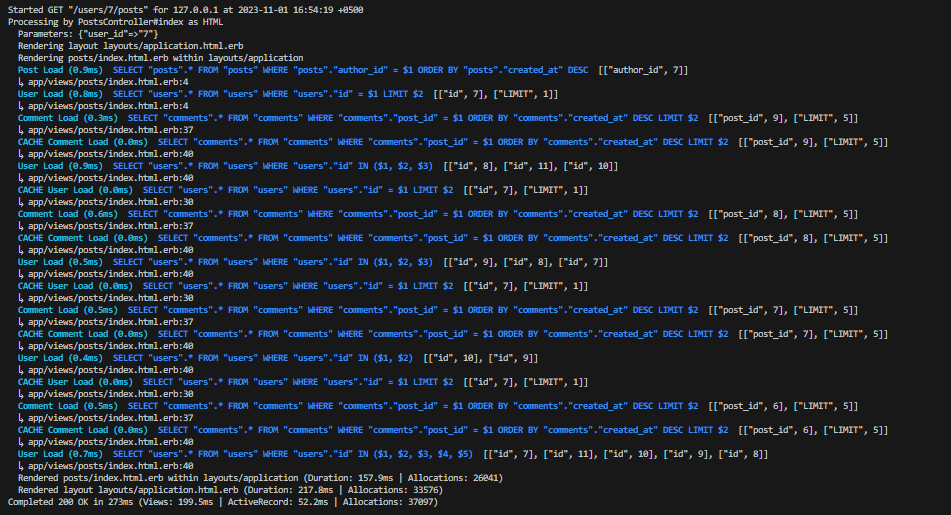 Started GET "/users/7/posts" for 127.0.0.1 at 2023-11-01 16:54:19 +0500
Processing by PostsController#index as HTML
Parameters: {"user_id"=>"7"}
Rendering layout layouts/application.html.erb
Rendering posts/index.html.erb within layouts/application
Post Load (0.9ms)  SELECT "posts".* FROM "posts" WHERE "posts"."author_id" = $1 ORDER BY "posts"."created_at" DESC  [["author_id", 7]]
↳ app/views/posts/index.html.erb:4
User Load (0.8ms)  SELECT "users".* FROM "users" WHERE "users"."id" = $1 LIMIT $2  [["id", 7], ["LIMIT", 1]]
↳ app/views/posts/index.html.erb:4
Comment Load (0.3ms)  SELECT "comments".* FROM "comments" WHERE "comments"."post_id" = $1 ORDER BY "comments"."created_at" DESC LIMIT $2  [["post_id", 9], ["LIMIT", 5]]
↳ app/views/posts/index.html.erb:37
CACHE Comment Load (0.0ms)  SELECT "comments".* FROM "comments" WHERE "comments"."post_id" = $1 ORDER BY "comments"."created_at" DESC LIMIT $2  [["post_id", 9], ["LIMIT", 5]]
↳ app/views/posts/index.html.erb:40
User Load (0.9ms)  SELECT "users".* FROM "users" WHERE "users"."id" IN ($1, $2, $3)  [["id", 8], ["id", 11], ["id", 10]]
↳ app/views/posts/index.html.erb:40
CACHE User Load (0.0ms)  SELECT "users".* FROM "users" WHERE "users"."id" = $1 LIMIT $2  [["id", 7], ["LIMIT", 1]]
↳ app/views/posts/index.html.erb:30
Comment Load (0.6ms)  SELECT "comments".* FROM "comments" WHERE "comments"."post_id" = $1 ORDER BY "comments"."created_at" DESC LIMIT $2  [["post_id", 8], ["LIMIT", 5]]
↳ app/views/posts/index.html.erb:37
CACHE Comment Load (0.0ms)  SELECT "comments".* FROM "comments" WHERE "comments"."post_id" = $1 ORDER BY "comments"."created_at" DESC LIMIT $2  [["post_id", 8], ["LIMIT", 5]]
↳ app/views/posts/index.html.erb:40
User Load (0.5ms)  SELECT "users".* FROM "users" WHERE "users"."id" IN ($1, $2, $3)  [["id", 9], ["id", 8], ["id", 7]]
↳ app/views/posts/index.html.erb:40
CACHE User Load (0.0ms)  SELECT "users".* FROM "users" WHERE "users"."id" = $1 LIMIT $2  [["id", 7], ["LIMIT", 1]]
↳ app/views/posts/index.html.erb:30
Comment Load (0.5ms)  SELECT "comments".* FROM "comments" WHERE "comments"."post_id" = $1 ORDER BY "comments"."created_at" DESC LIMIT $2  [["post_id", 7], ["LIMIT", 5]]
↳ app/views/posts/index.html.erb:37
CACHE Comment Load (0.0ms)  SELECT "comments".* FROM "comments" WHERE "comments"."post_id" = $1 ORDER BY "comments"."created_at" DESC LIMIT $2  [["post_id", 7], ["LIMIT", 5]]
↳ app/views/posts/index.html.erb:40
User Load (0.4ms)  SELECT "users".* FROM "users" WHERE "users"."id" IN ($1, $2)  [["id", 10], ["id", 9]]
↳ app/views/posts/index.html.erb:40
CACHE User Load (0.0ms)  SELECT "users".* FROM "users" WHERE "users"."id" = $1 LIMIT $2  [["id", 7], ["LIMIT", 1]]
↳ app/views/posts/index.html.erb:30
Comment Load (0.5ms)  SELECT "comments".* FROM "comments" WHERE "comments"."post_id" = $1 ORDER BY "comments"."created_at" DESC LIMIT $2  [["post_id", 6], ["LIMIT", 5]]
↳ app/views/posts/index.html.erb:37
CACHE Comment Load (0.0ms)  SELECT "comments".* FROM "comments" WHERE "comments"."post_id" = $1 ORDER BY "comments"."created_at" DESC LIMIT $2  [["post_id", 6], ["LIMIT", 5]]
↳ app/views/posts/index.html.erb:40
User Load (0.7ms)  SELECT "users".* FROM "users" WHERE "users"."id" IN ($1, $2, $3, $4, $5)  [["id", 7], ["id", 11], ["id", 10], ["id", 9], ["id", 8]]
↳ app/views/posts/index.html.erb:40
Rendered posts/index.html.erb within layouts/application (Duration: 157.9ms | Allocations: 26041)
Rendered layout layouts/application.html.erb (Duration: 217.8ms | Allocations: 33576)
Completed 200 OK in 273ms (Views: 199.5ms | ActiveRecord: 52.2ms | Allocations: 37097)